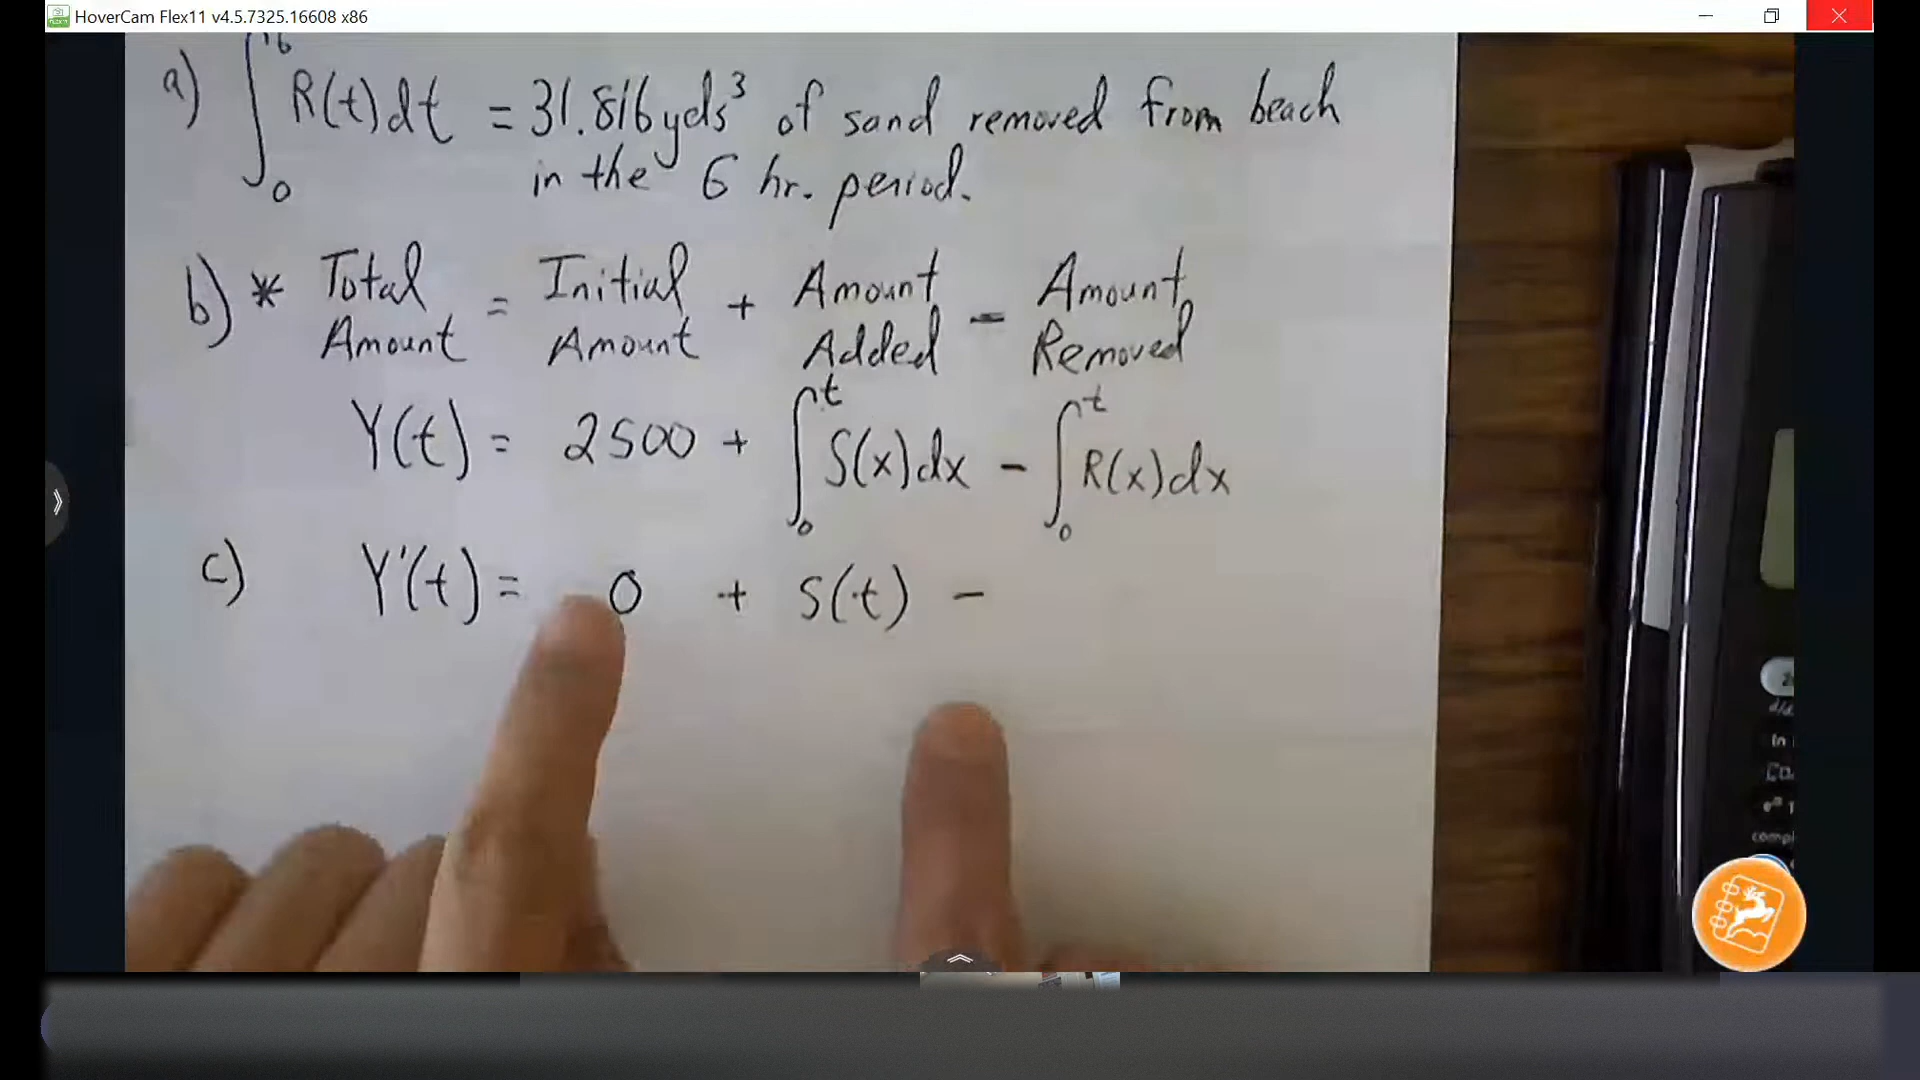 HoverCam Flex11 v4.5.7325.16608 x86
a) ∫₀⁶ R(t)dt = 31.816 yds³ of sand removed from beach
in the 6 hr. period.
b) * Total Amount = Initial Amount + Amount Added - Amount Removed
Y(t) = 2500 + ∫₀ᵗ S(x)dx - ∫₀ᵗ R(x)dx
c) Y'(t) = 0 + S(t) -